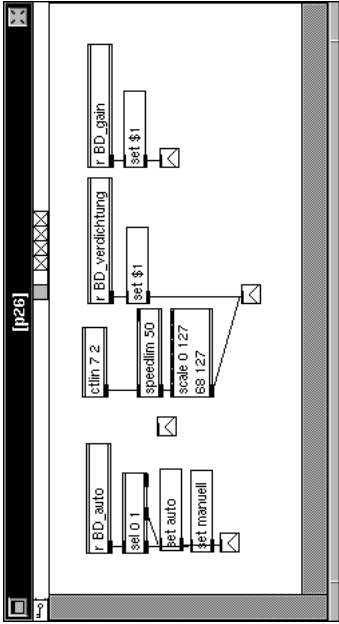 [p26]
r BD_auto
sel 0 1
set auto
set manuell
ctlin 7 2
speedlim 50
scale 0 127
68 127
r BD_verdichtung
set $1
r BD_gain
set $1